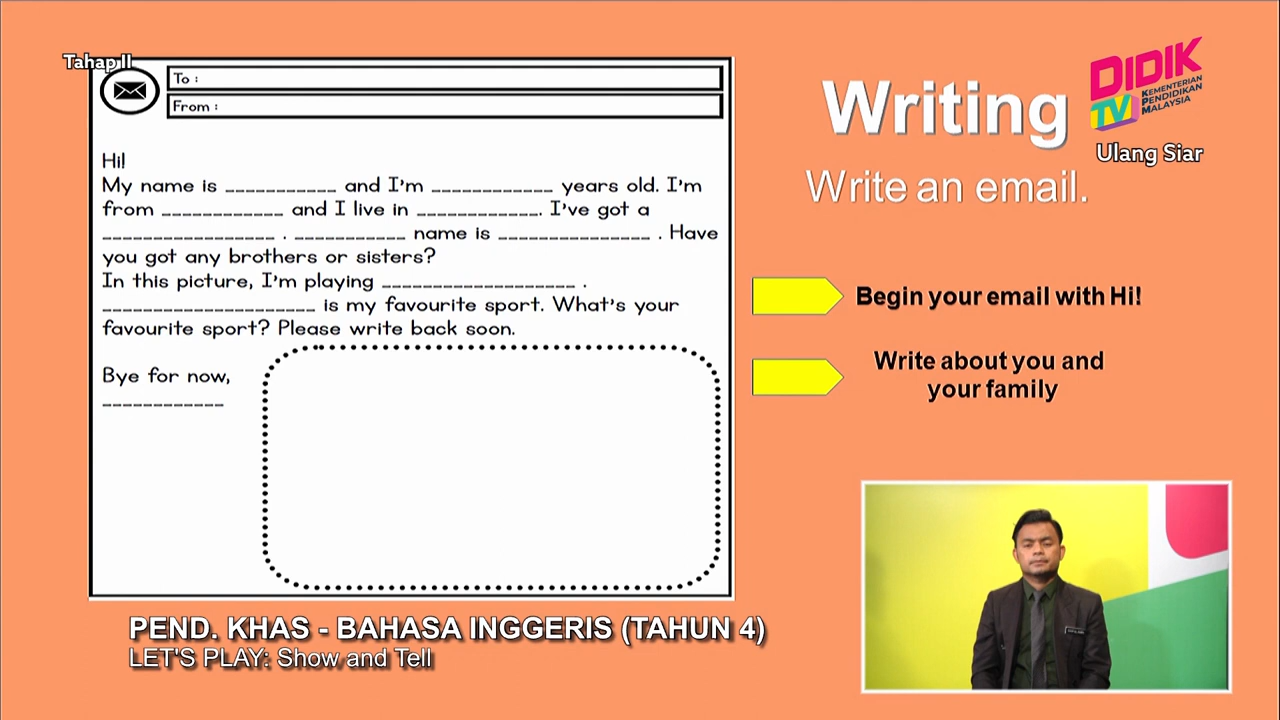 Tahap II
To :
From :
Hi!
My name is ___________ and I'm ____________ years old. I'm
from ____________ and I live in ____________. I've got a
_________________ . ___________ name is _______________ . Have
you got any brothers or sisters?
In this picture, I'm playing ___________________ .
_____________________ is my favourite sport. What's your
favourite sport? Please write back soon.
Bye for now,
____________
Writing
Write an email.
DIDIK
TV
KEMENTERIAN
PENDIDIKAN
MALAYSIA
Ulang Siar
Begin your email with Hi!
Write about you and
your family
PEND. KHAS - BAHASA INGGERIS (TAHUN 4)
LET'S PLAY: Show and Tell